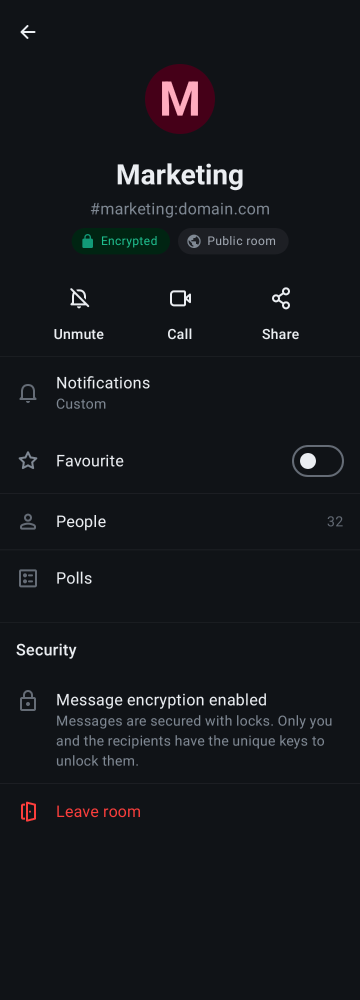 M
Marketing
#marketing:domain.com
Encrypted
Public room
Unmute
Call
Share
Notifications
Custom
Favourite
People
32
Polls
Security
Message encryption enabled
Messages are secured with locks. Only you
and the recipients have the unique keys to
unlock them.
Leave room